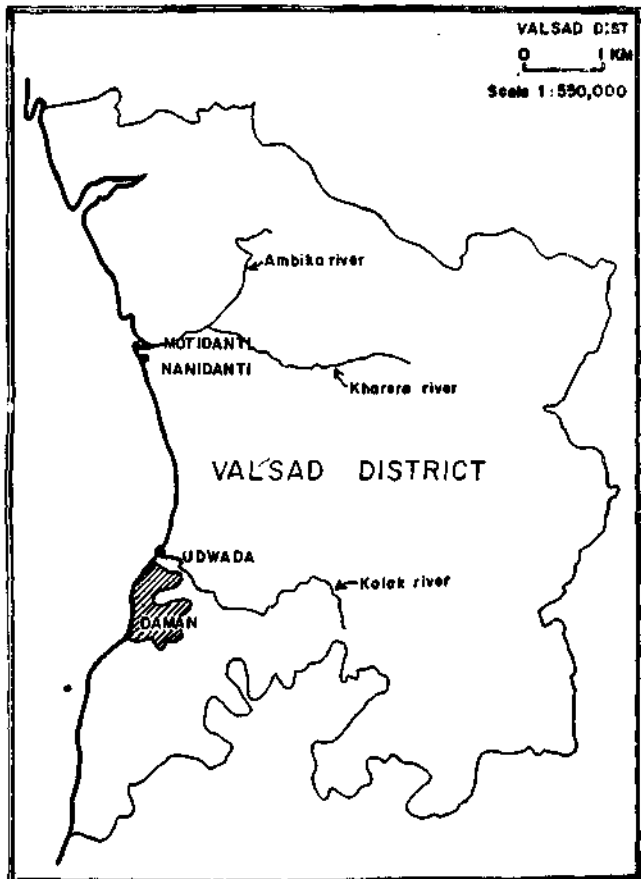 VALSAD DIST
0 1 KM
Scale 1:550,000
Ambika river
MOTIDANTI
NANIDANTI
Kharera river
VALSAD DISTRICT
UDWADA
Kolak river
DAMAN